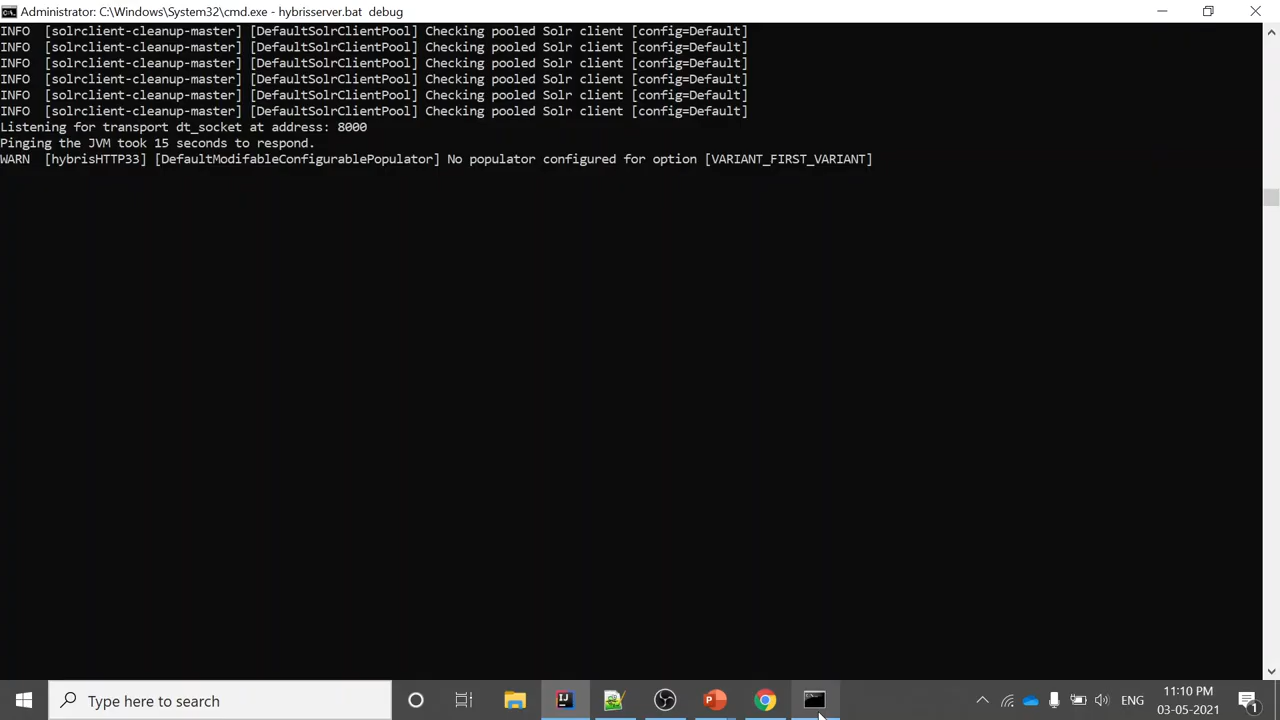 Administrator: C:\Windows\System32\cmd.exe - hybrisserver.bat  debug
INFO  [solrclient-cleanup-master] [DefaultSolrClientPool] Checking pooled Solr client [config=Default]
INFO  [solrclient-cleanup-master] [DefaultSolrClientPool] Checking pooled Solr client [config=Default]
INFO  [solrclient-cleanup-master] [DefaultSolrClientPool] Checking pooled Solr client [config=Default]
INFO  [solrclient-cleanup-master] [DefaultSolrClientPool] Checking pooled Solr client [config=Default]
INFO  [solrclient-cleanup-master] [DefaultSolrClientPool] Checking pooled Solr client [config=Default]
INFO  [solrclient-cleanup-master] [DefaultSolrClientPool] Checking pooled Solr client [config=Default]
Listening for transport dt_socket at address: 8000
Pinging the JVM took 15 seconds to respond.
WARN  [hybrisHTTP33] [DefaultModifableConfigurablePopulator] No populator configured for option [VARIANT_FIRST_VARIANT]
Type here to search
ENG
11:10 PM
03-05-2021
1